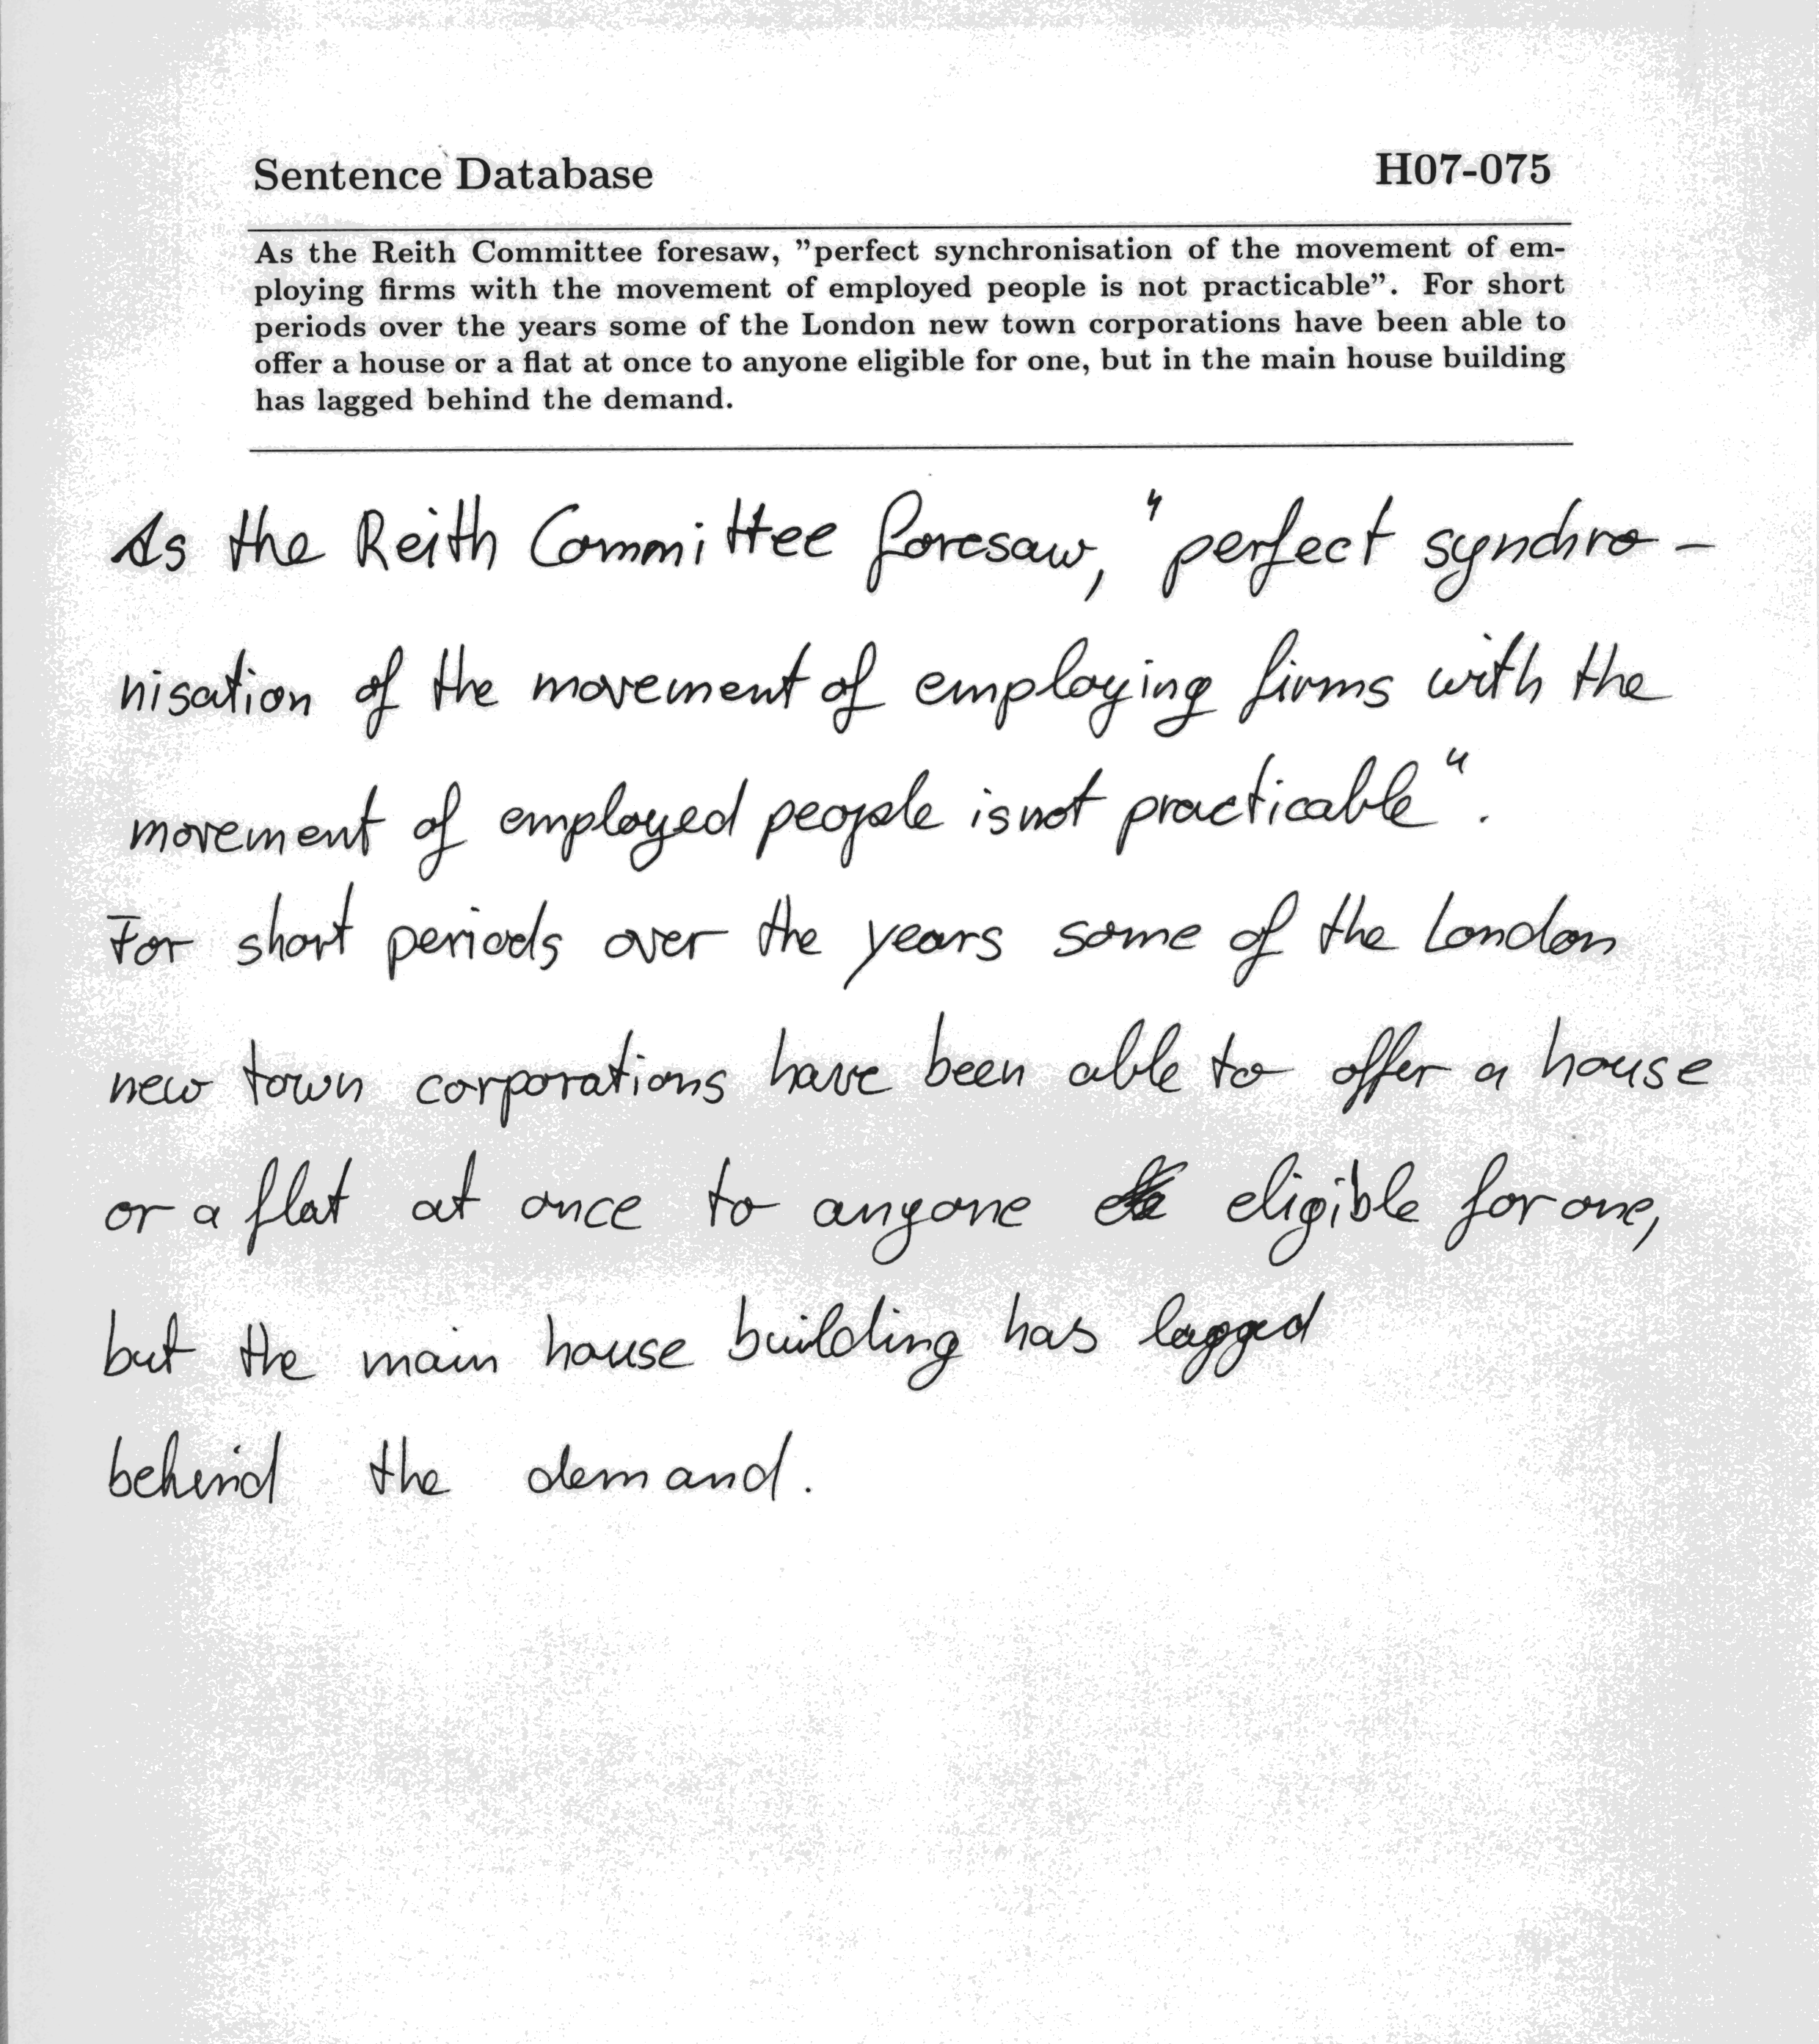 Sentence Database H07-075
As the Reith Committee foresaw, ”perfect synchronisation of the movement of em-
ploying firms with the movement of employed people is not practicable”. For short
periods over the years some of the London new town corporations have been able to
offer a house or a flat at once to anyone eligible for one, but in the main house building
has lagged behind the demand.
As the Reith Committee foresaw, "perfect synchro-
nisation of the movement of employing firms with the
movement of employed people is not practicable".
For short periods over the years some of the London
new town corporations have been able to offer a house
or a flat at once to anyone eligible for one,
but the main house building has lagged
behind the demand.